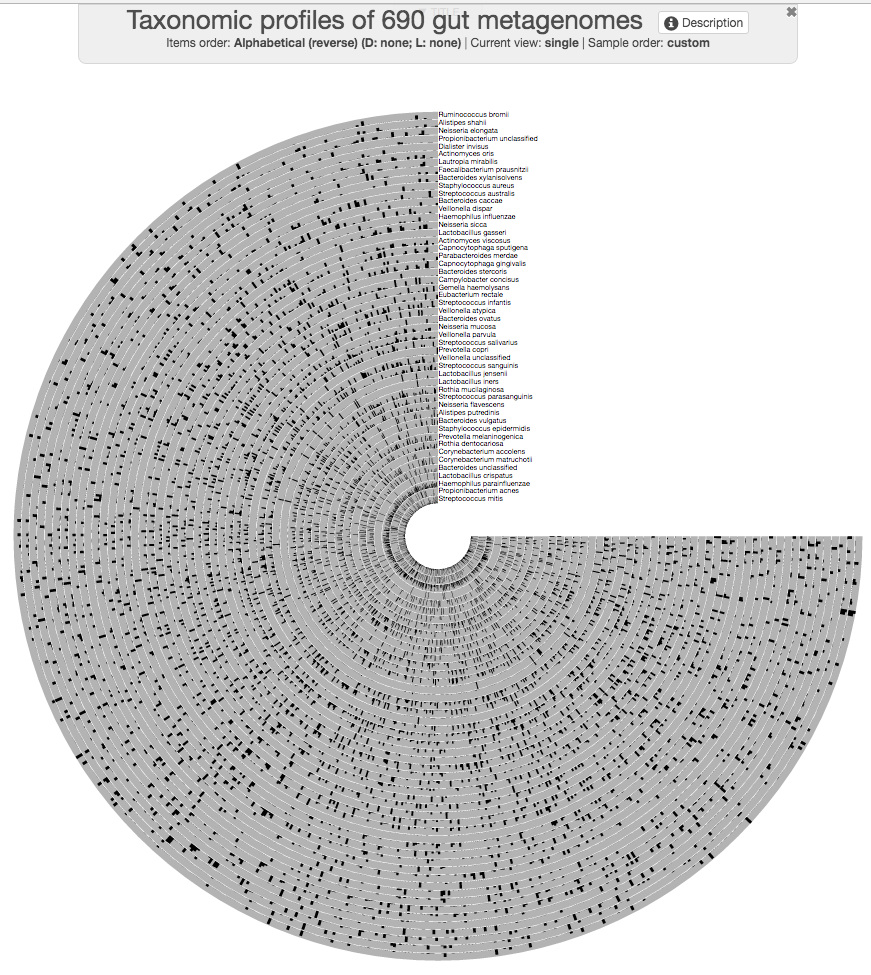 Taxonomic profiles of 690 gut metagenomes
Description
Items order: Alphabetical (reverse) (D: none; L: none) | Current view: single | Sample order: custom
Ruminococcus bromii
Alistipes shahii
Neisseria elongata
Propionibacterium unclassified
Dialister invisus
Actinomyces oris
Lautropia mirabilis
Faecalibacterium prausnitzii
Bacteroides xylanisolvens
Staphylococcus aureus
Streptococcus australis
Bacteroides caccae
Veillonella dispar
Haemophilus influenzae
Neisseria sicca
Lactobacillus gasseri
Actinomyces viscosus
Capnocytophaga sputigena
Parabacteroides merdae
Capnocytophaga gingivalis
Bacteroides stercoris
Campylobacter concisus
Gemella haemolysans
Eubacterium rectale
Streptococcus infantis
Veillonella atypica
Bacteroides ovatus
Neisseria mucosa
Veillonella parvula
Streptococcus salivarius
Prevotella copri
Veillonella unclassified
Streptococcus sanguinis
Lactobacillus jensenii
Lactobacillus iners
Rothia mucilaginosa
Streptococcus parasanguinis
Neisseria flavescens
Alistipes putredinis
Bacteroides vulgatus
Staphylococcus epidermidis
Prevotella melaninogenica
Rothia dentocariosa
Corynebacterium accolens
Corynebacterium matruchotii
Bacteroides unclassified
Lactobacillus crispatus
Haemophilus parainfluenzae
Propionibacterium acnes
Streptococcus mitis